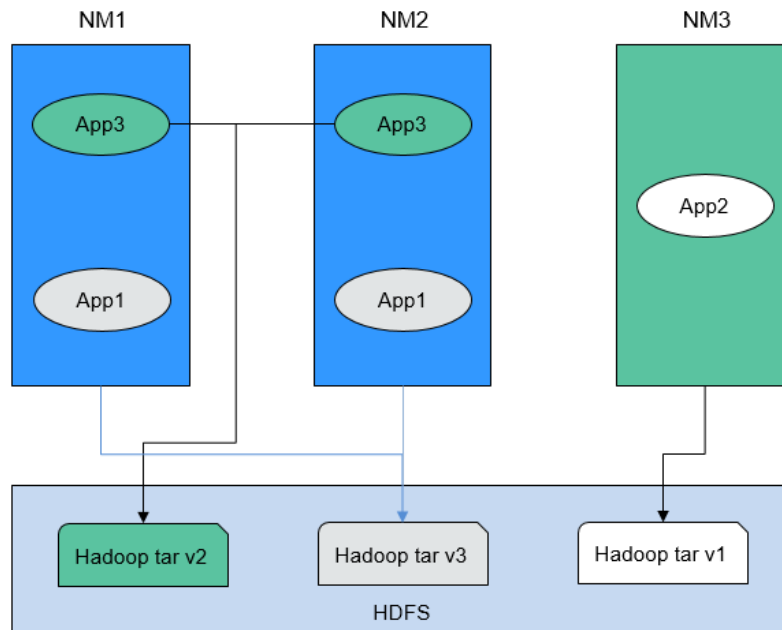 NM1
NM2
NM3
App3
App3
App2
App1
App1
Hadoop tar v2
Hadoop tar v3
Hadoop tar v1
HDFS